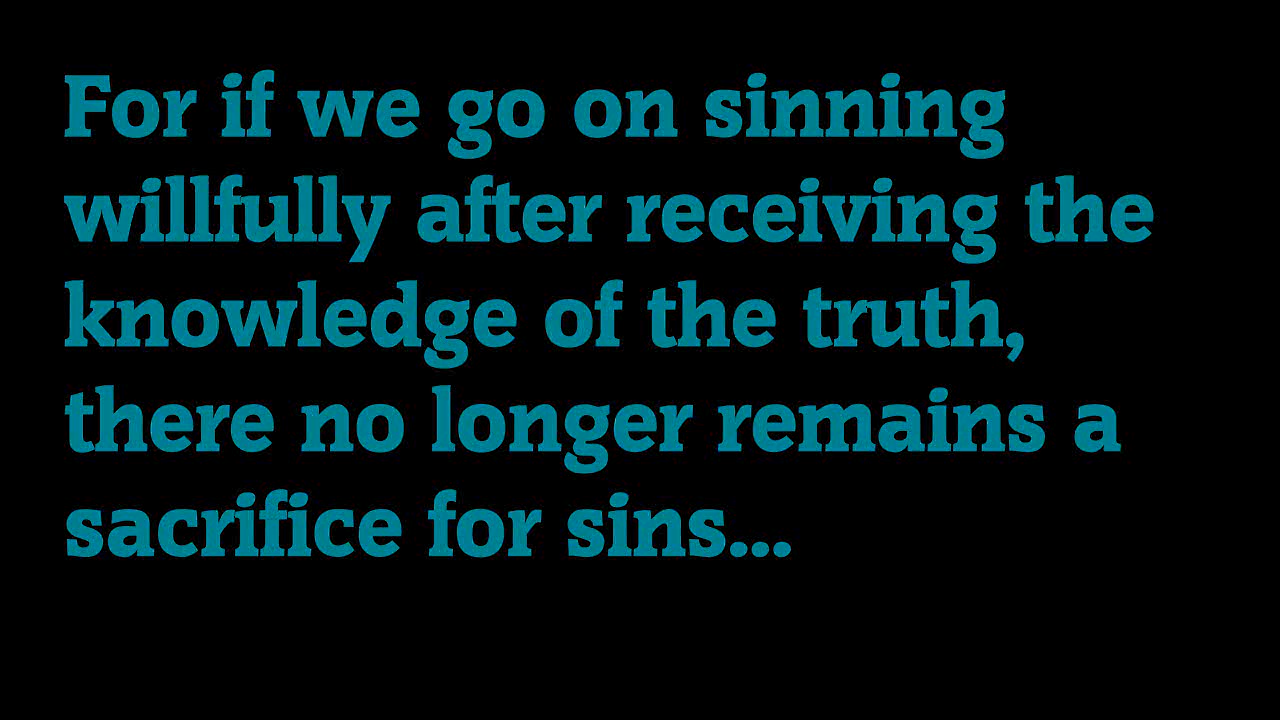 For if we go on sinning
willfully after receiving the
knowledge of the truth,
there no longer remains a
sacrifice for sins...